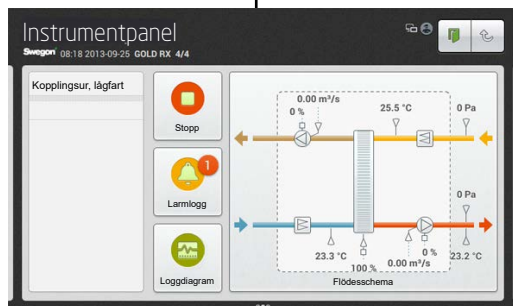 Instrumentpanel
Swegon 08:18 2013-09-25 GOLD RX 4/4
Kopplingsur, lågfart
Stopp
1
Larmlogg
Loggdiagram
0.00 m³/s
0 %
25.5 °C
0 Pa
0 Pa
23.3 °C
100 %
0.00 m³/s
0 %
23.2 °C
Flödesschema